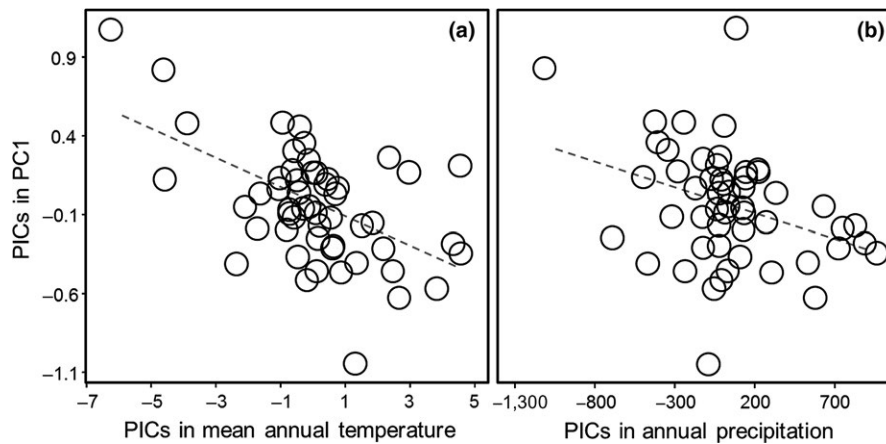 (a)
(b)
PICs in PC1
0.9
0.4
−0.1
−0.6
−1.1
−7 −5 −3 −1 1 3 5
−1,300 −800 −300 200 700
PICs in mean annual temperature
PICs in annual precipitation